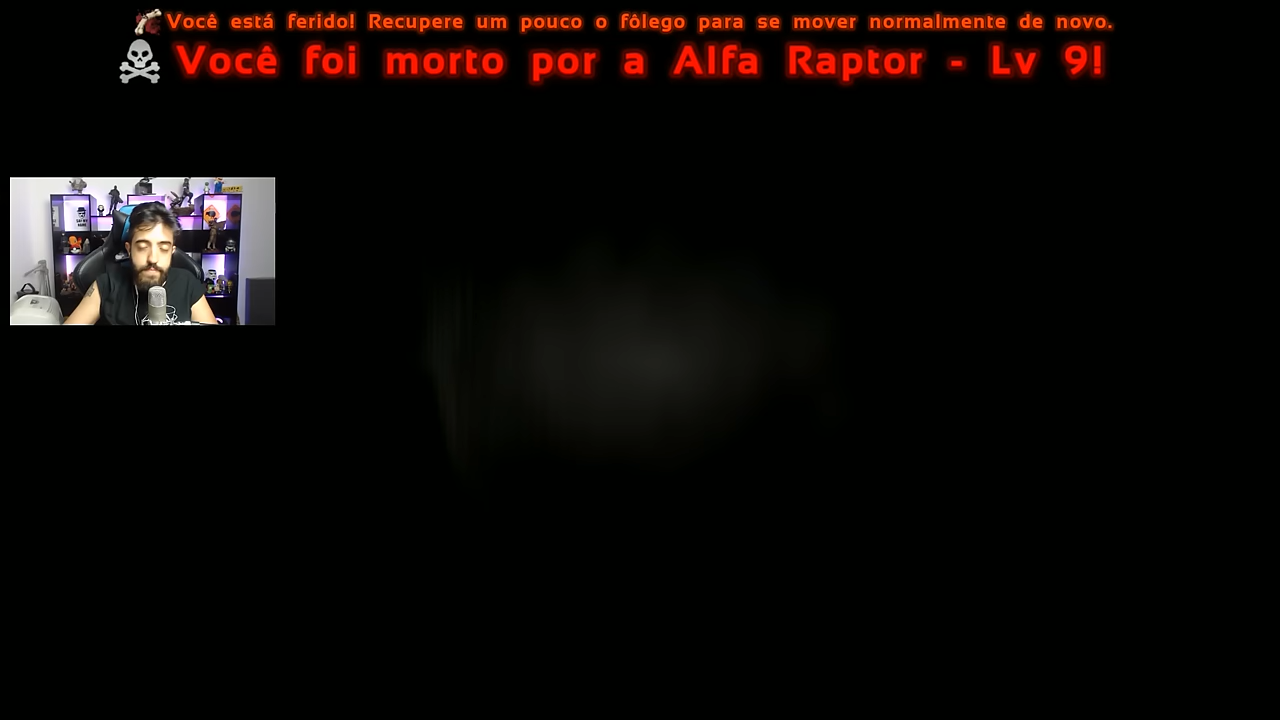 Você está ferido! Recupere um pouco o fôlego para se mover normalmente de novo.
Você foi morto por a Alfa Raptor - Lv 9!